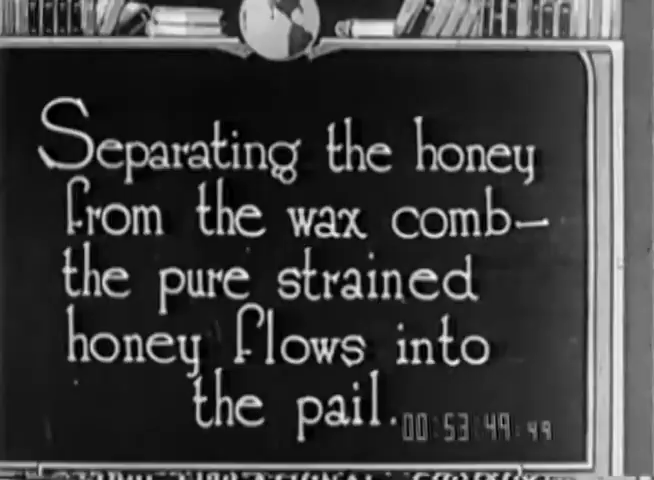 Separating the honey
from the wax comb—
the pure strained
honey flows into
the pail.
00:53:49:49